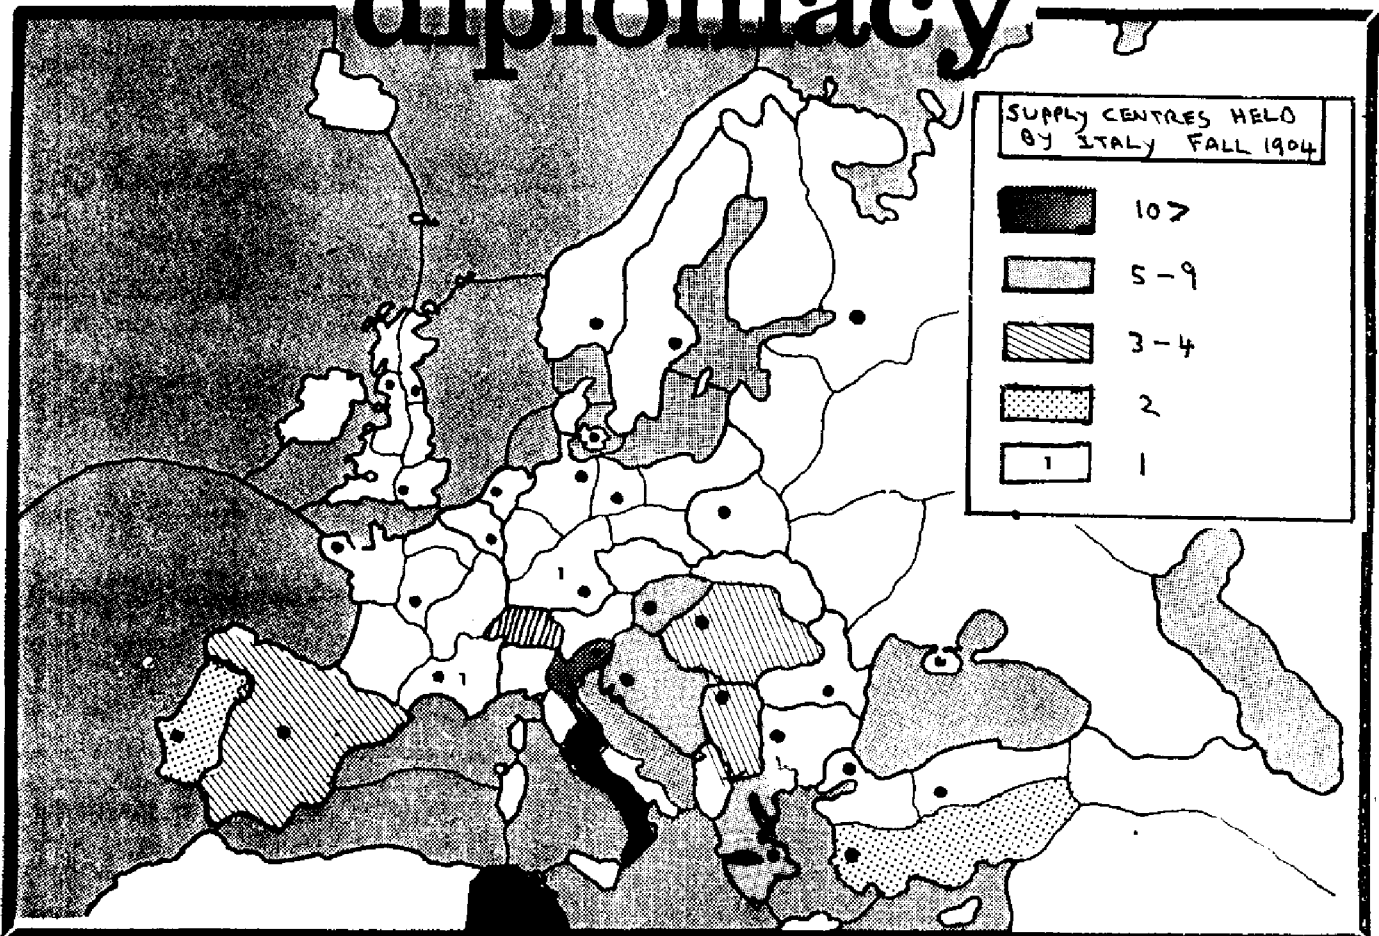 diplomacy
SUPPLY CENTRES HELD
BY ITALY FALL 1904
10>
5-9
3-4
2
1 1
1
1